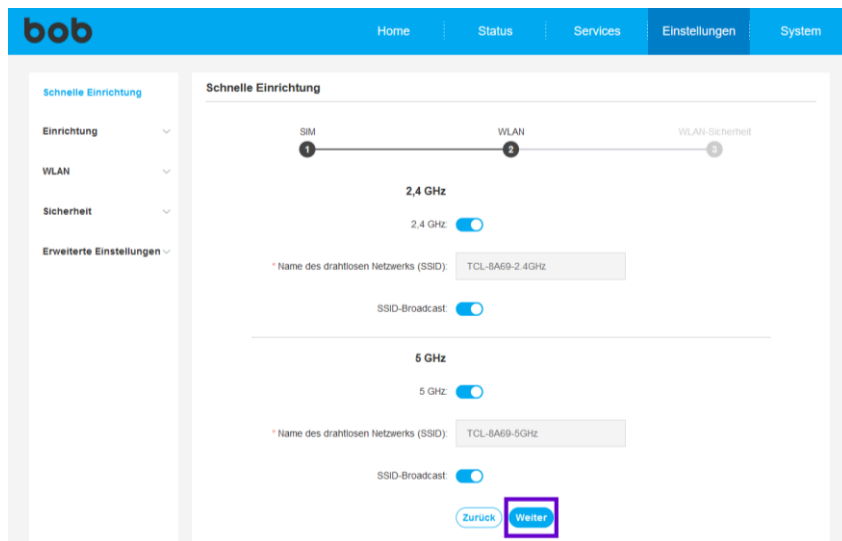 bob
Home Status Services Einstellungen System
Schnelle Einrichtung
Einrichtung
WLAN
Sicherheit
Erweiterte Einstellungen
Schnelle Einrichtung
SIM WLAN WLAN-Sicherheit
1 2 3
2,4 GHz
2,4 GHz:
* Name des drahtlosen Netzwerks (SSID): TCL-8A69-2.4GHz
SSID-Broadcast:
5 GHz
5 GHz:
* Name des drahtlosen Netzwerks (SSID): TCL-8A69-5GHz
SSID-Broadcast:
Zurück Weiter